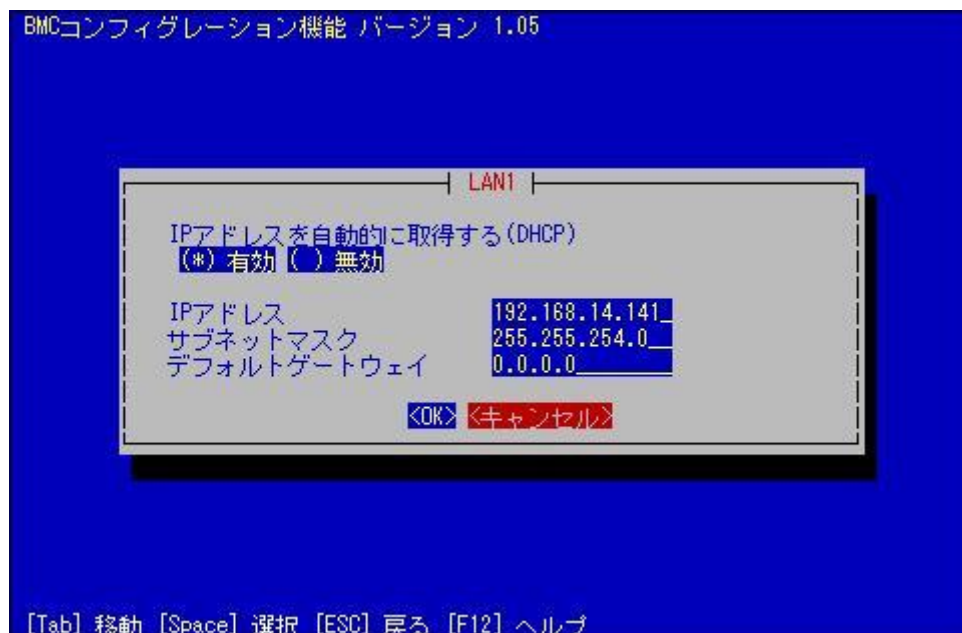 BMCコンフィグレーション機能 バージョン 1.05
LAN1
IPアドレスを自動的に取得する(DHCP)
(*) 有効 ( ) 無効
IPアドレス 192.168.14.141_
サブネットマスク 255.255.254.0__
デフォルトゲートウェイ 0.0.0.0________
<OK> <キャンセル>
[Tab] 移動 [Space] 選択 [ESC] 戻る [F12] ヘルプ